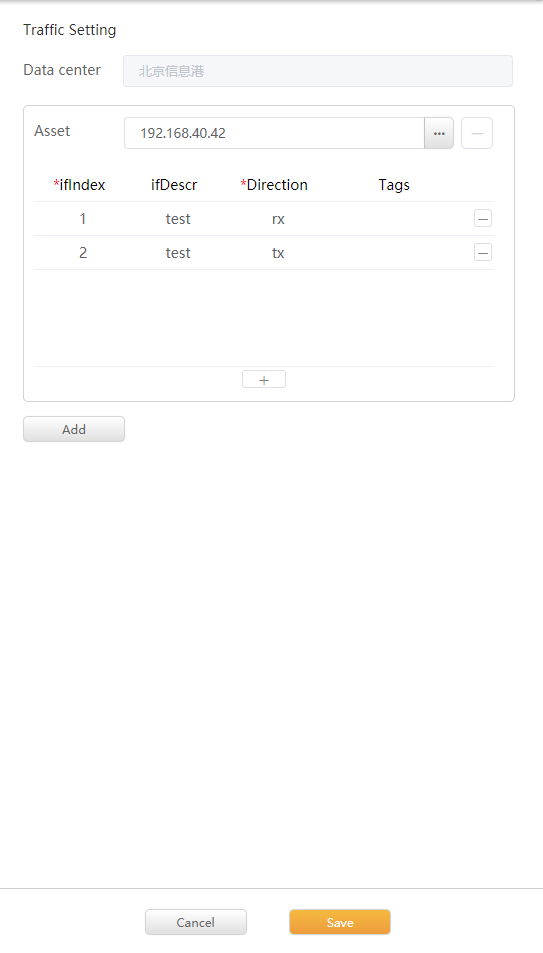 Traffic Setting
Data center 北京信息港
Asset 192.168.40.42 ···
*ifIndex ifDescr *Direction Tags
1 test rx
2 test tx
Add
Cancel Save